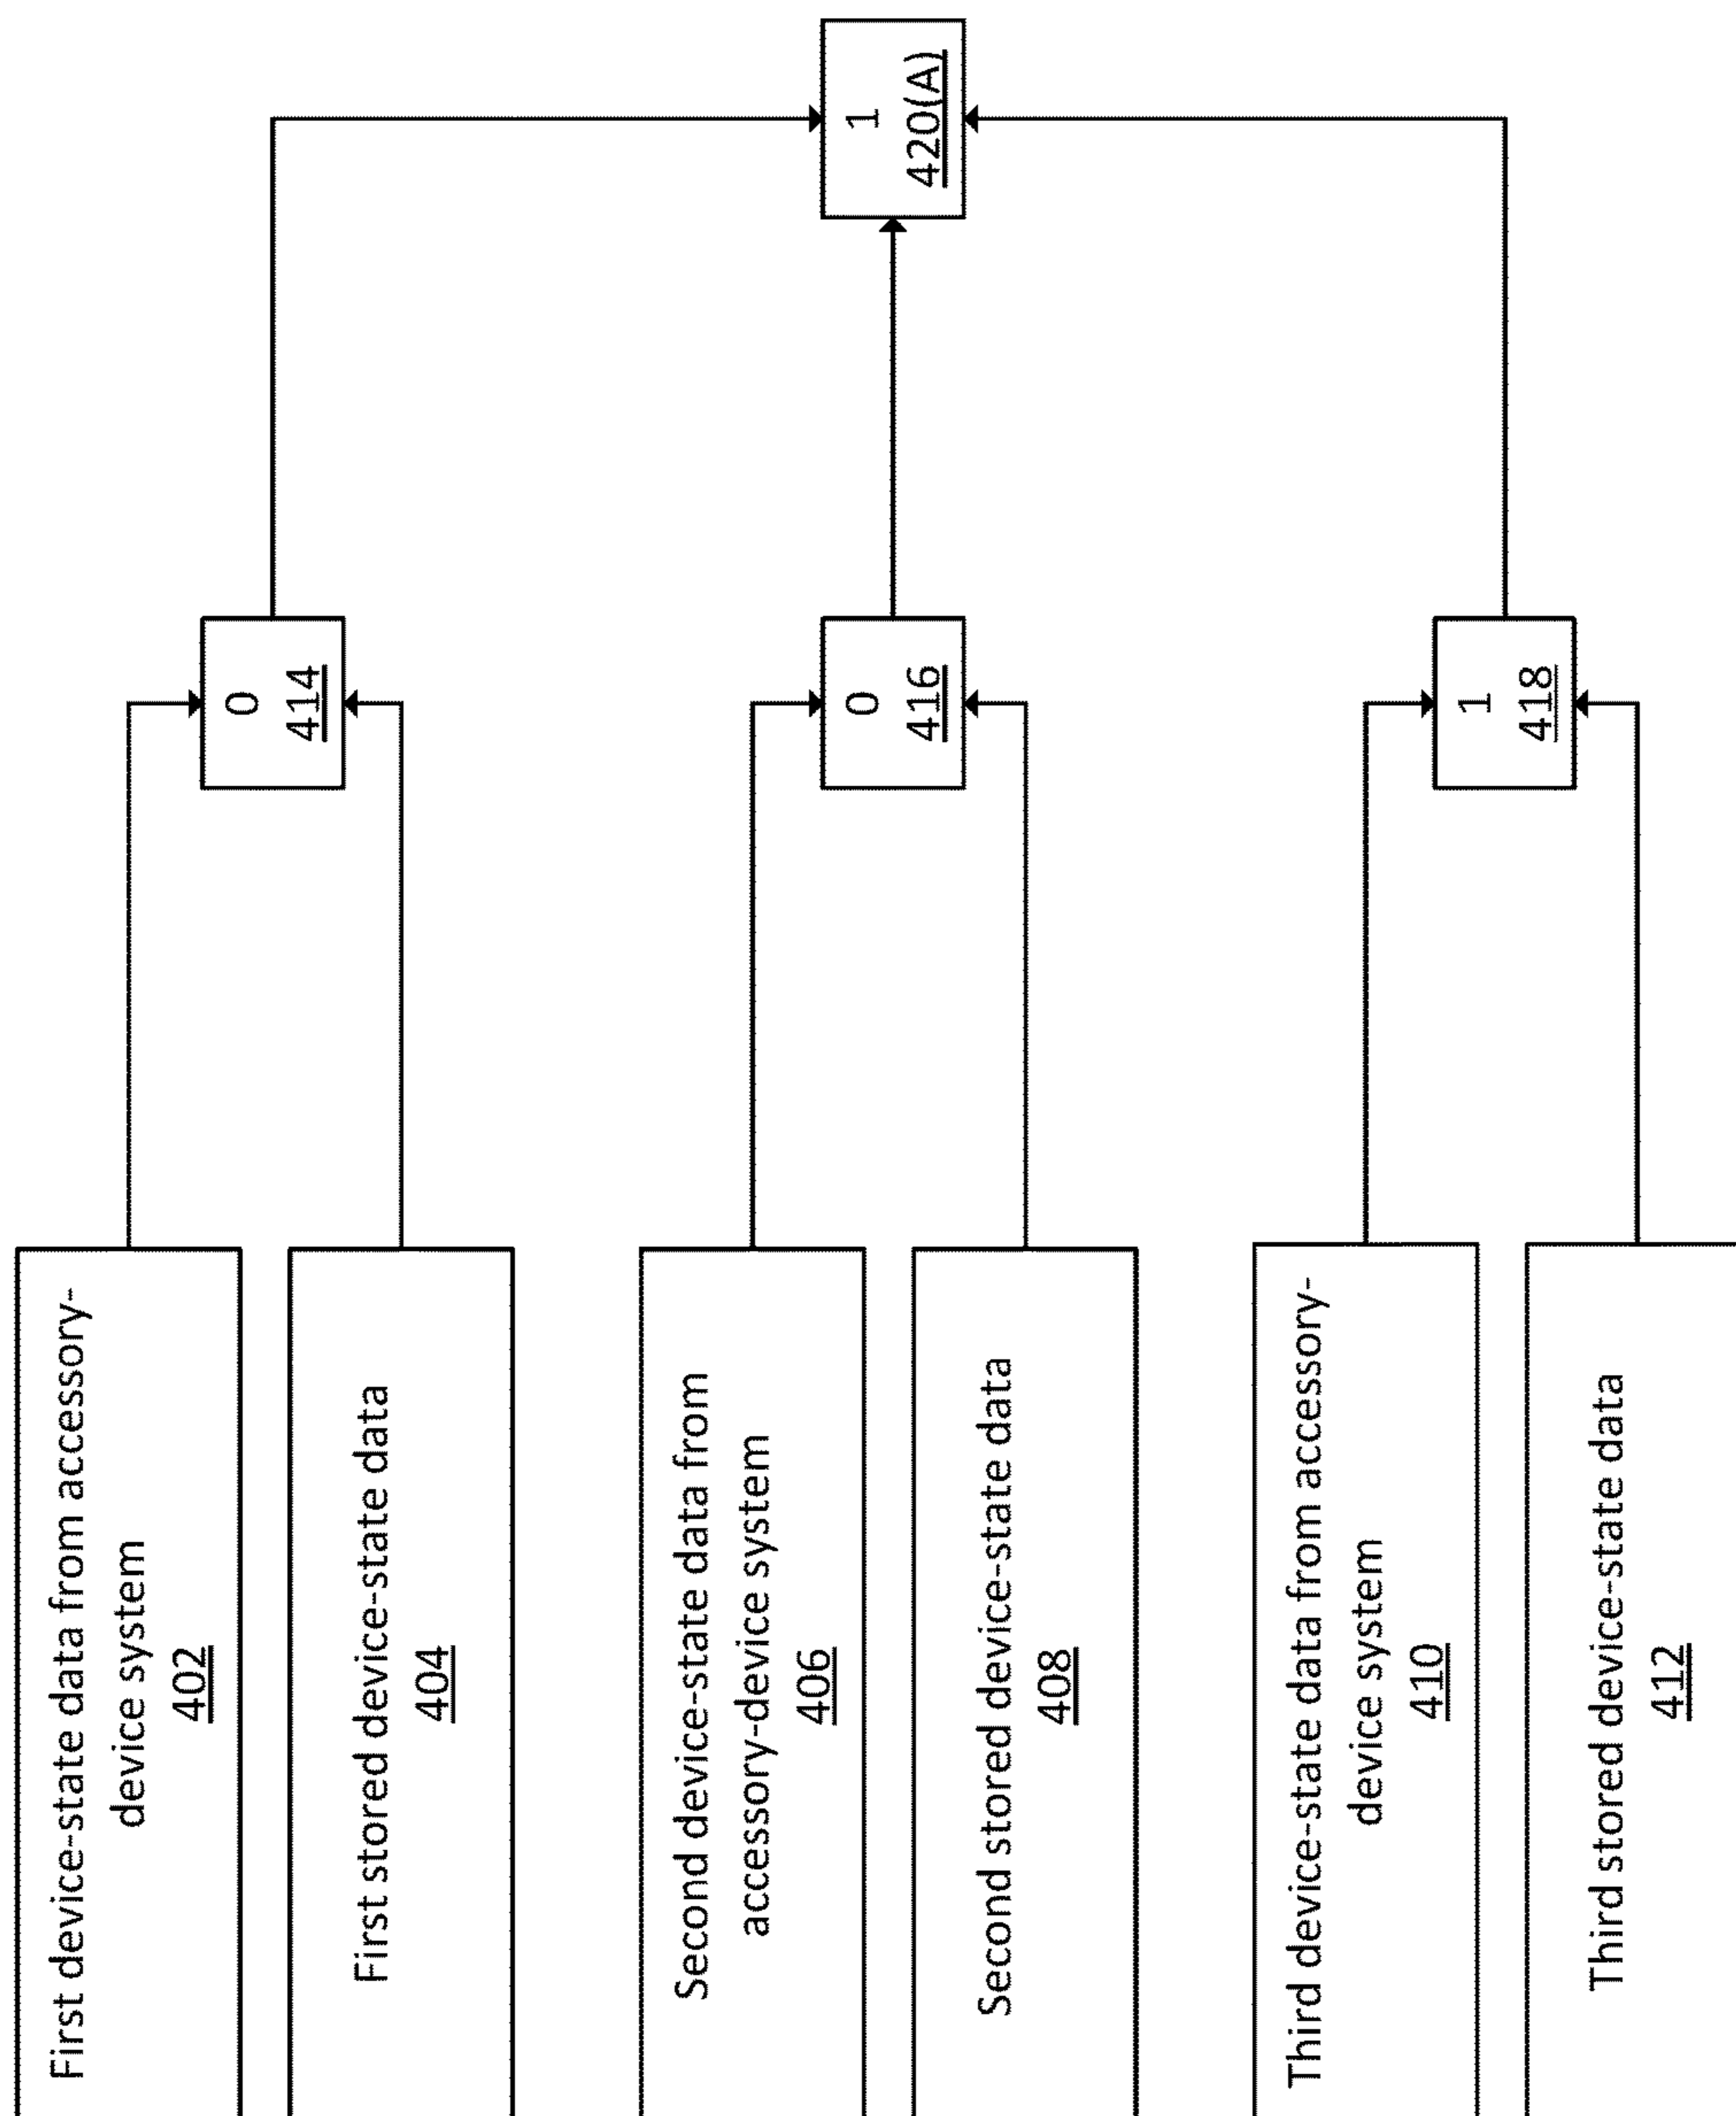 First device-state data from accessory-
device system
402
First stored device-state data
404
Second device-state data from
accessory-device system
406
Second stored device-state data
408
Third device-state data from accessory-
device system
410
Third stored device-state data
412
0
414
0
416
1
418
1
420(A)